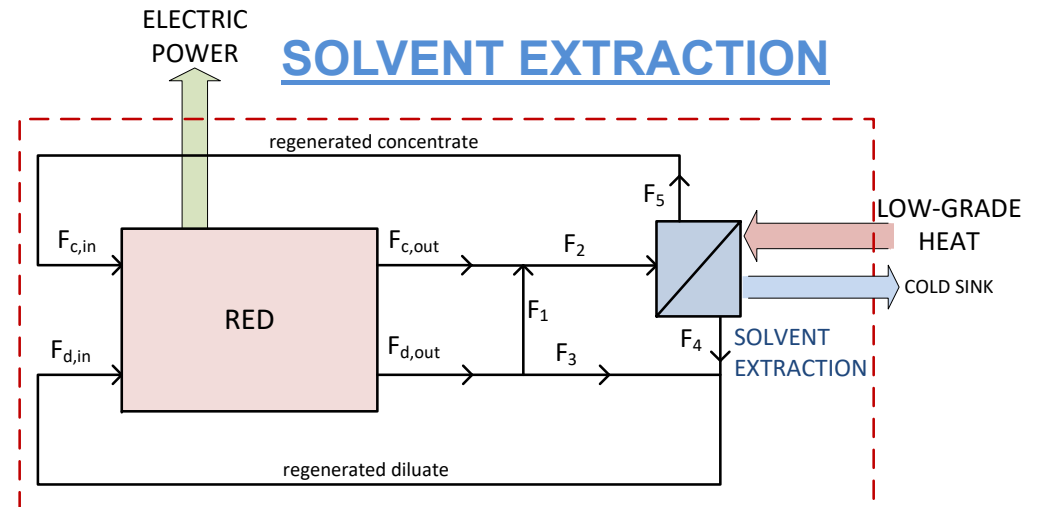 ELECTRIC
POWER
SOLVENT EXTRACTION
regenerated concentrate
F5
LOW-GRADE
HEAT
Fc,in
Fc,out
F2
COLD SINK
RED
F1
Fd,in
Fd,out
F3
F4
SOLVENT
EXTRACTION
regenerated diluate